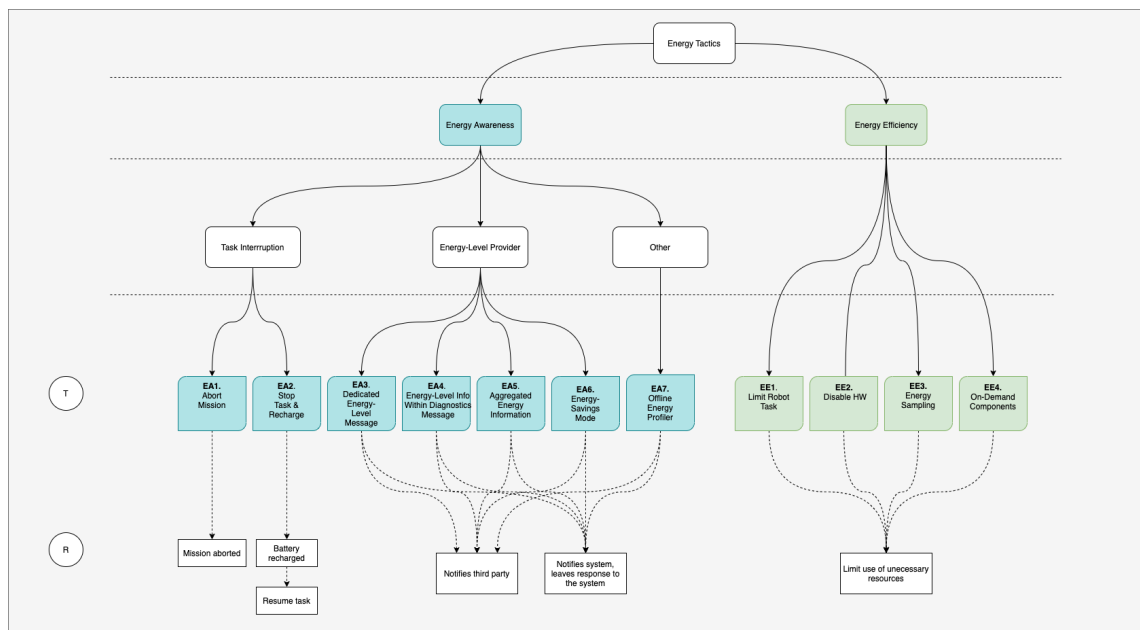 Energy Tactics
Energy Awareness
Energy Efficiency
Task Interrruption
Energy-Level Provider
Other
T
EA1.
Abort
Mission
EA2.
Stop
Task &
Recharge
EA3.
Dedicated
Energy-
Level
Message
EA4.
Energy-Level Info
Within Diagnostics
Message
EA5.
Aggregated
Energy
Information
EA6.
Energy-
Savings
Mode
EA7.
Offline
Energy
Profiler
EE1.
Limit Robot
Task
EE2.
Disable HW
EE3.
Energy
Sampling
EE4.
On-Demand
Components
R
Mission aborted
Battery
recharged
Resume task
Notifies third party
Notifies system,
leaves response to
the system
Limit use of unecessary
resources